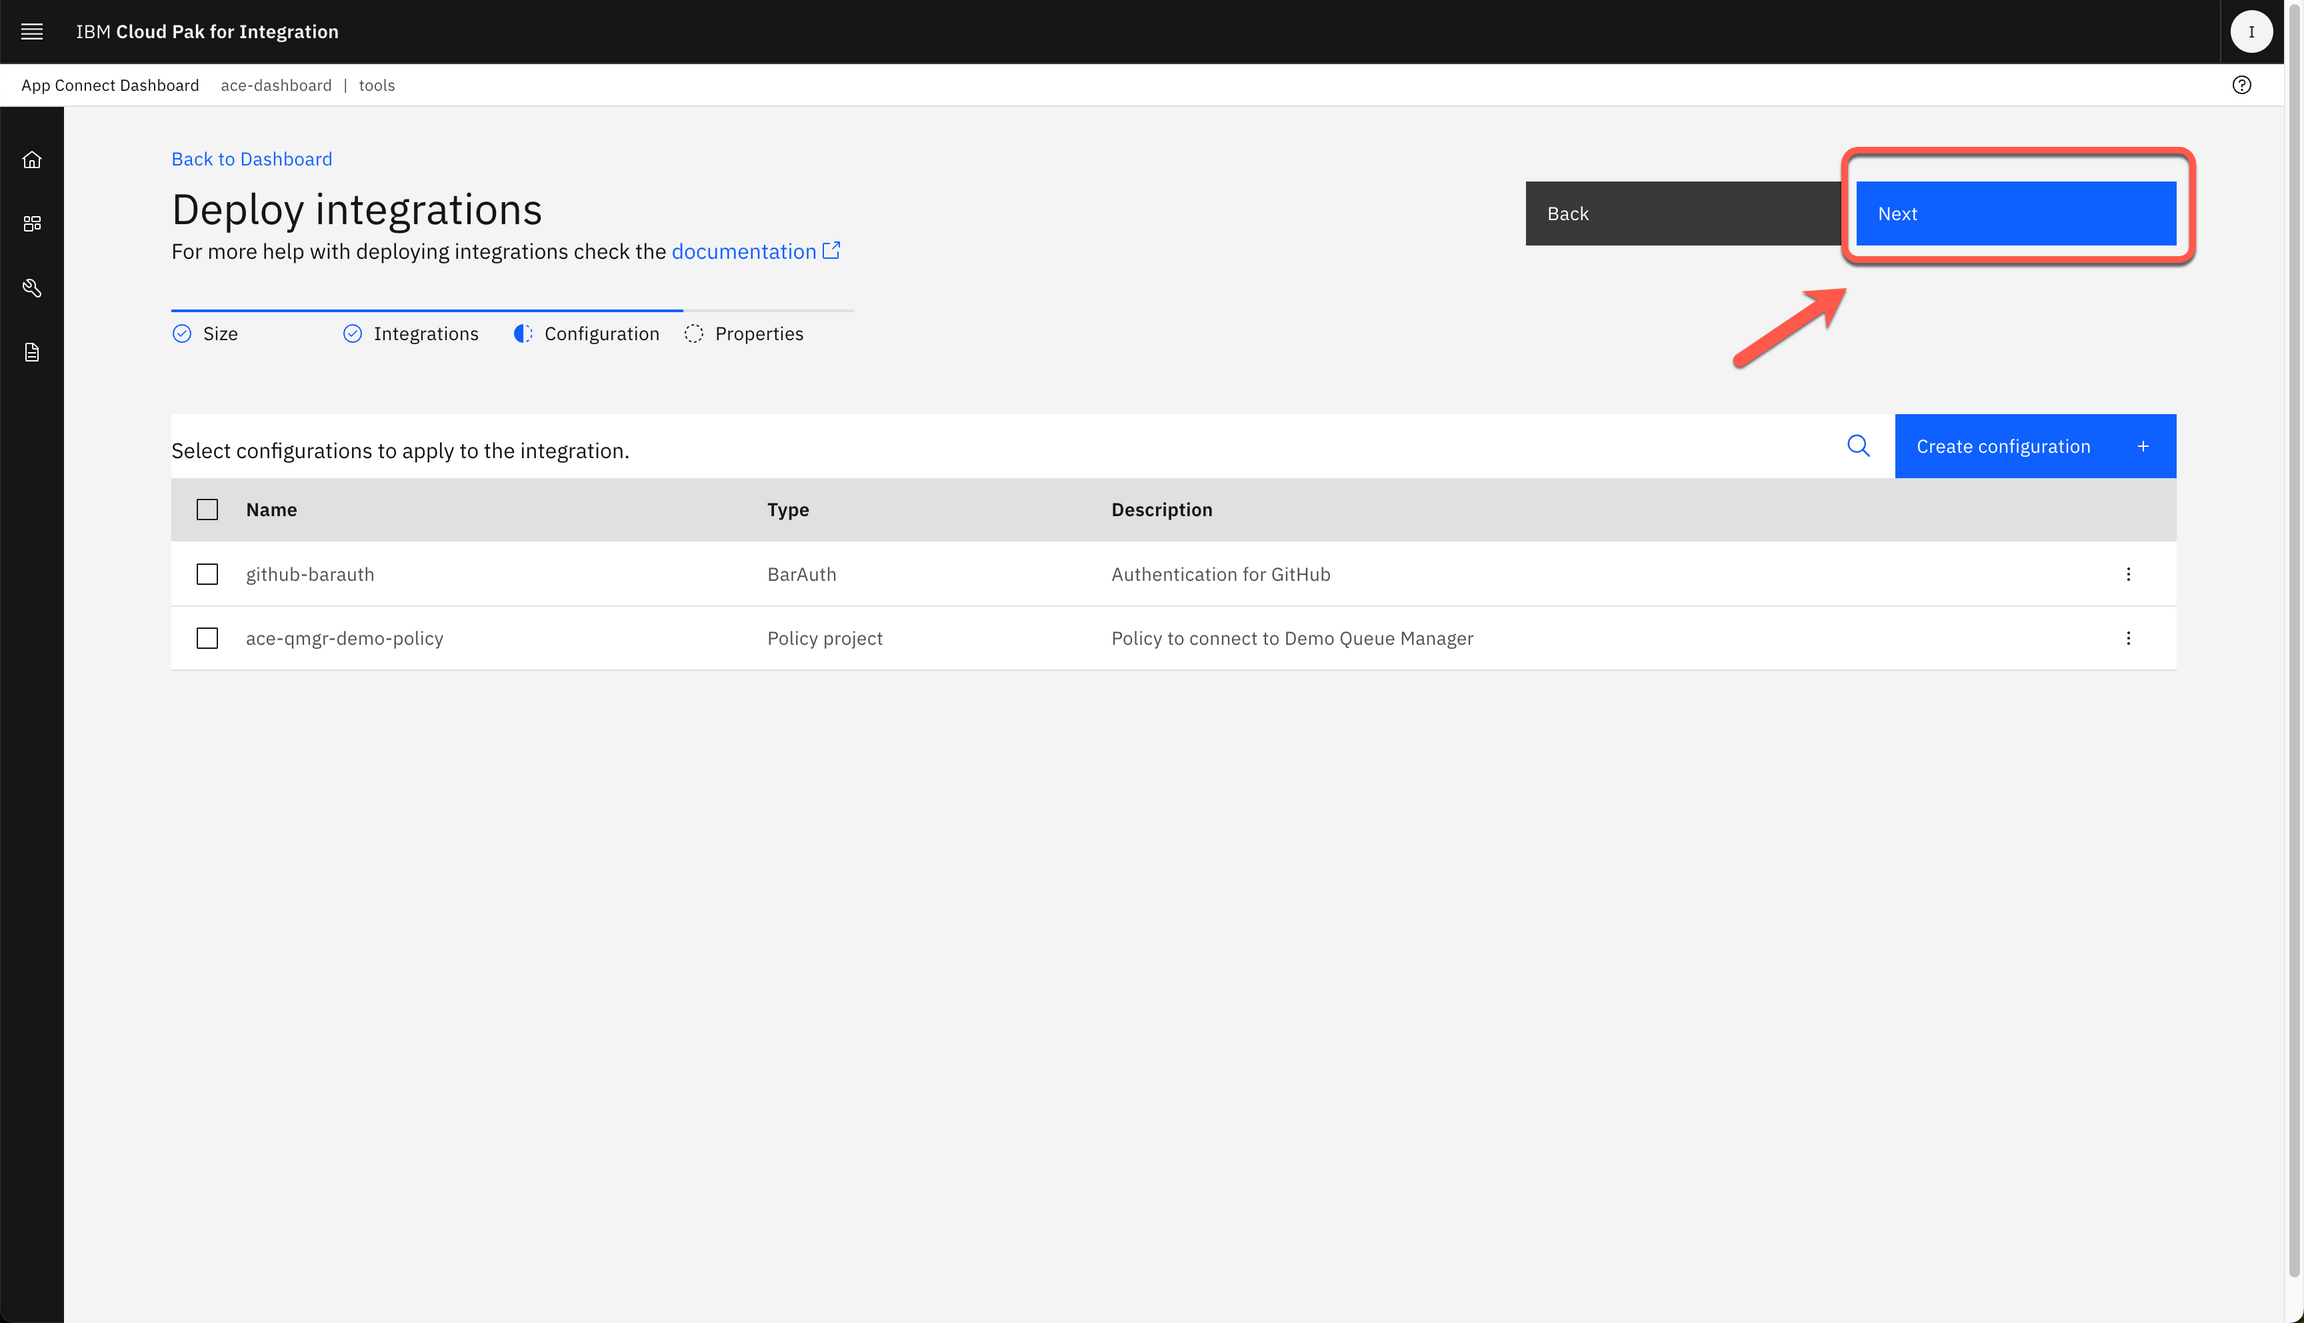 IBM Cloud Pak for Integration
I
App Connect Dashboard ace-dashboard | tools
Back to Dashboard
Deploy integrations
For more help with deploying integrations check the documentation
Back
Next
Size
Integrations
Configuration
Properties
Select configurations to apply to the integration.
Create configuration +
Name Type Description
github-barauth BarAuth Authentication for GitHub
ace-qmgr-demo-policy Policy project Policy to connect to Demo Queue Manager